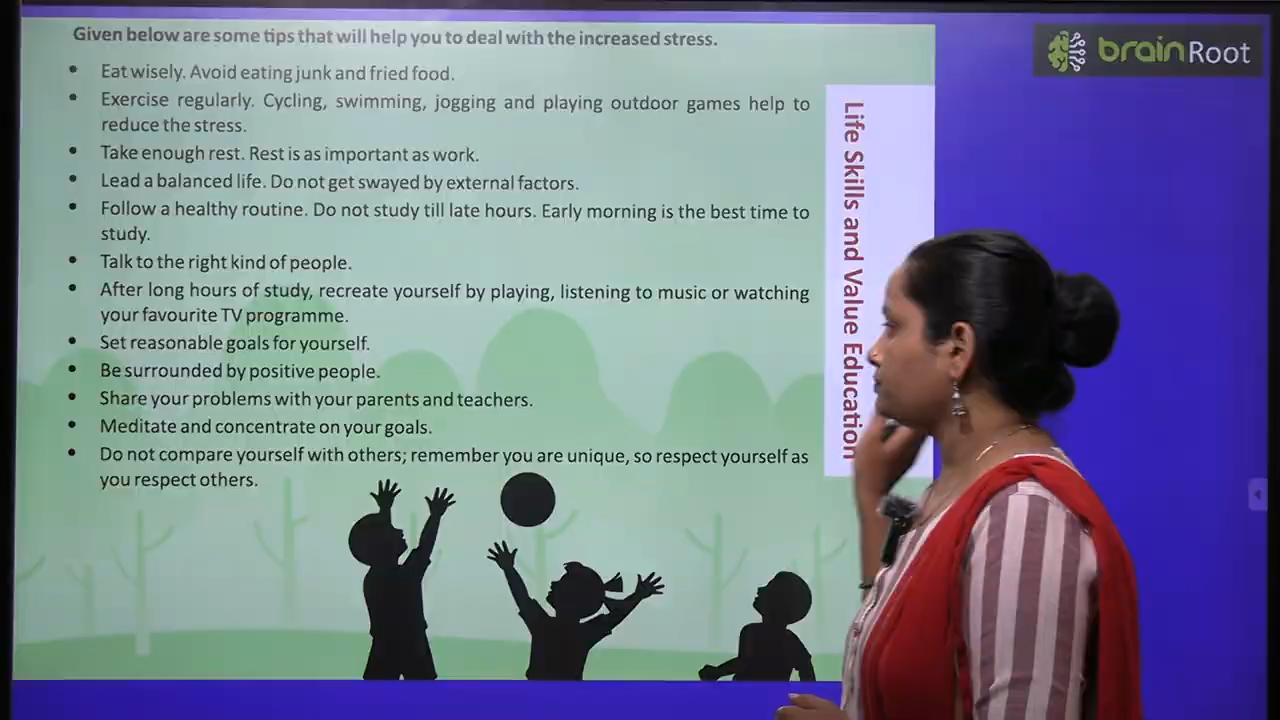 Given below are some tips that will help you to deal with the increased stress.
• Eat wisely. Avoid eating junk and fried food.
• Exercise regularly. Cycling, swimming, jogging and playing outdoor games help to
reduce the stress.
• Take enough rest. Rest is as important as work.
• Lead a balanced life. Do not get swayed by external factors.
• Follow a healthy routine. Do not study till late hours. Early morning is the best time to
study.
• Talk to the right kind of people.
• After long hours of study, recreate yourself by playing, listening to music or watching
your favourite TV programme.
• Set reasonable goals for yourself.
• Be surrounded by positive people.
• Share your problems with your parents and teachers.
• Meditate and concentrate on your goals.
• Do not compare yourself with others; remember you are unique, so respect yourself as
you respect others.
Life Skills and Value Education
brainRoot